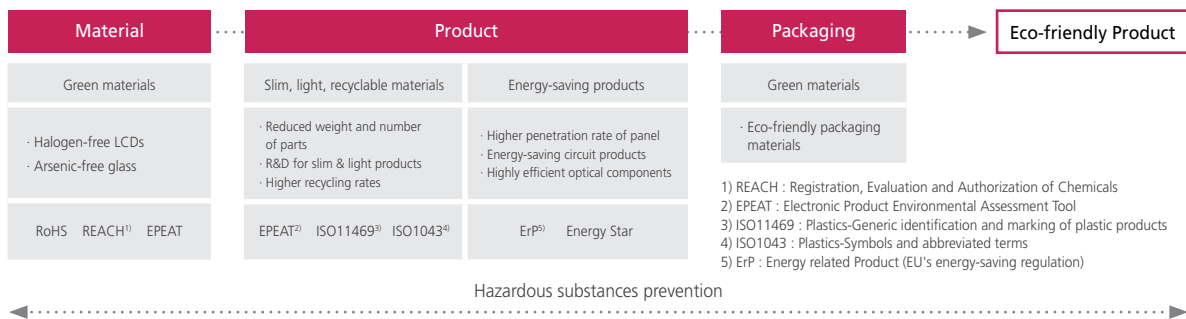 Material
Product
Packaging
Eco-friendly Product
Green materials
Slim, light, recyclable materials
Energy-saving products
Green materials
· Halogen-free LCDs
· Arsenic-free glass
· Reduced weight and number
of parts
· R&D for slim & light products
· Higher recycling rates
· Higher penetration rate of panel
· Energy-saving circuit products
· Highly efficient optical components
· Eco-friendly packaging
materials
RoHS REACH1) EPEAT
EPEAT2) ISO114693) ISO10434)
ErP5) Energy Star
1) REACH : Registration, Evaluation and Authorization of Chemicals
2) EPEAT : Electronic Product Environmental Assessment Tool
3) ISO11469 : Plastics-Generic identification and marking of plastic products
4) ISO1043 : Plastics-Symbols and abbreviated terms
5) ErP : Energy related Product (EU's energy-saving regulation)
Hazardous substances prevention